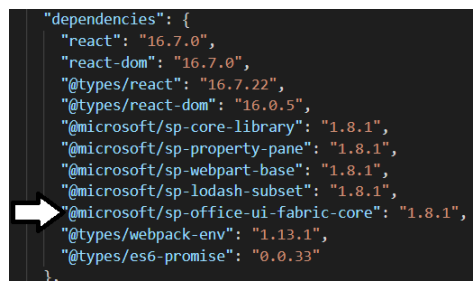 "dependencies": {
"react": "16.7.0",
"react-dom": "16.7.0",
"@types/react": "16.7.22",
"@types/react-dom": "16.0.5",
"@microsoft/sp-core-library": "1.8.1",
"@microsoft/sp-property-pane": "1.8.1",
"@microsoft/sp-webpart-base": "1.8.1",
"@microsoft/sp-lodash-subset": "1.8.1",
"@microsoft/sp-office-ui-fabric-core": "1.8.1",
"@types/webpack-env": "1.13.1",
"@types/es6-promise": "0.0.33"
},